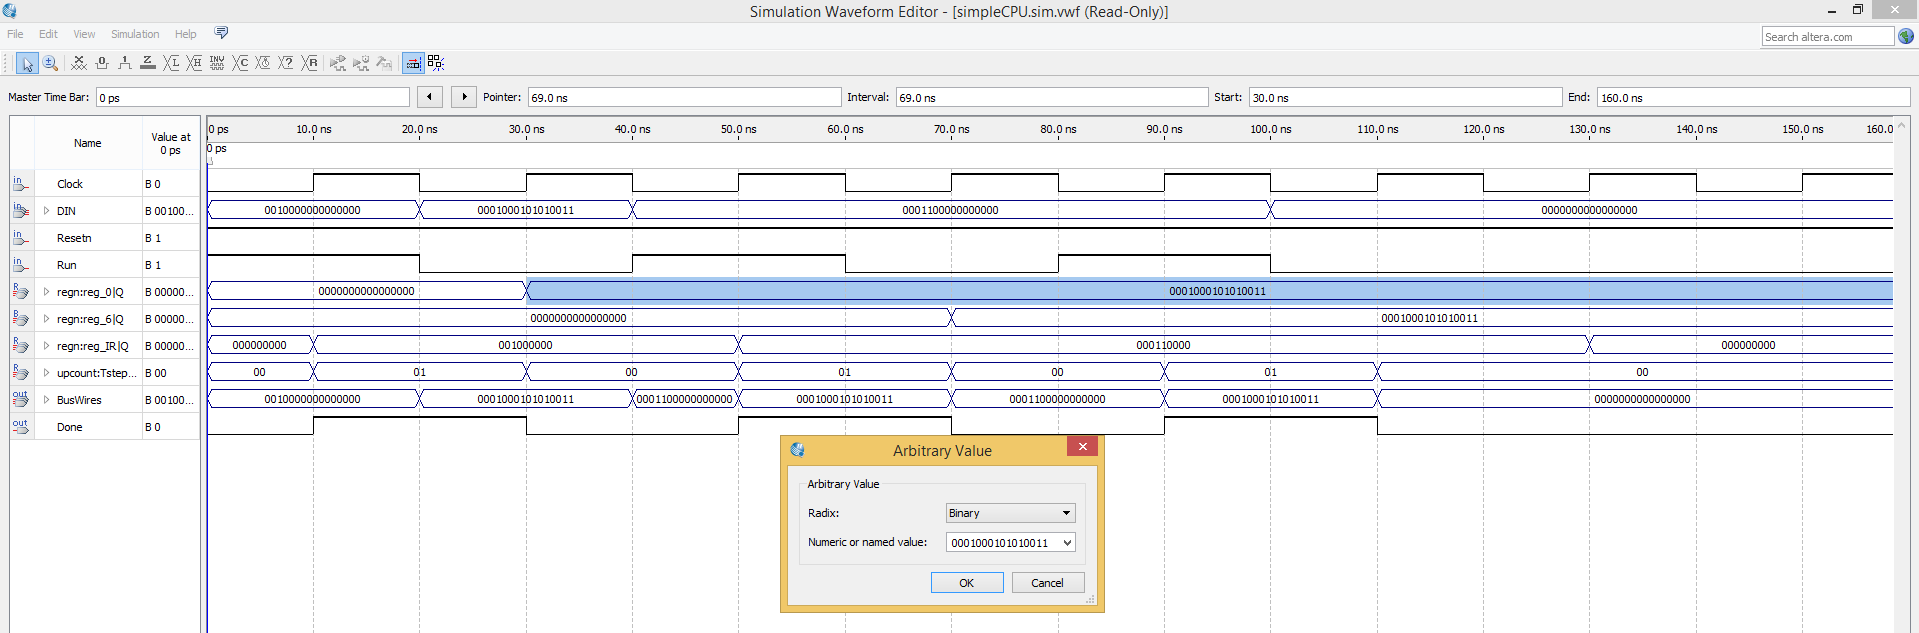 Simulation Waveform Editor - [simpleCPU.sim.vwf (Read-Only)]
File Edit View Simulation Help
Search altera.com
Master Time Bar: 0 ps Pointer: 69.0 ns Interval: 69.0 ns Start: 30.0 ns End: 160.0 ns
Name Value at 0 ps 0 ps 10.0 ns 20.0 ns 30.0 ns 40.0 ns 50.0 ns 60.0 ns 70.0 ns 80.0 ns 90.0 ns 100.0 ns 110.0 ns 120.0 ns 130.0 ns 140.0 ns 150.0 ns 160.0
0 ps
Clock B 0
DIN B 00100... 0010000000000000 0001000101010011 0001100000000000 0000000000000000
Resetn B 1
Run B 1
regn:reg_0|Q B 00000... 0000000000000000 0001000101010011
regn:reg_6|Q B 00000... 0000000000000000 0001000101010011
regn:reg_IR|Q B 00000... 000000000 001000000 000110000 000000000
upcount:Tstep... B 00 00 01 00 01 00 01 00
BusWires B 00100... 0010000000000000 0001000101010011 0001100000000000 0001000101010011 0001100000000000 0001000101010011 0000000000000000
Done B 0
Arbitrary Value
Arbitrary Value
Radix: Binary
Numeric or named value: 0001000101010011
OK Cancel